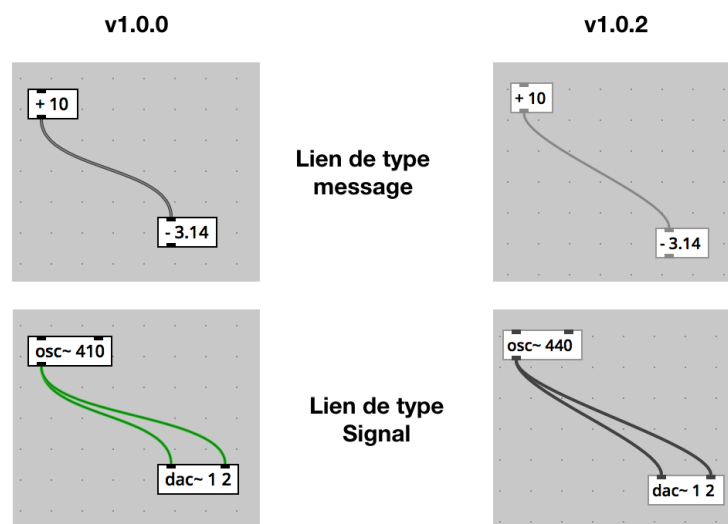 v1.0.0
v1.0.2
+ 10
- 3.14
Lien de type
message
+ 10
- 3.14
osc~ 410
dac~ 1 2
Lien de type
Signal
osc~ 440
dac~ 1 2